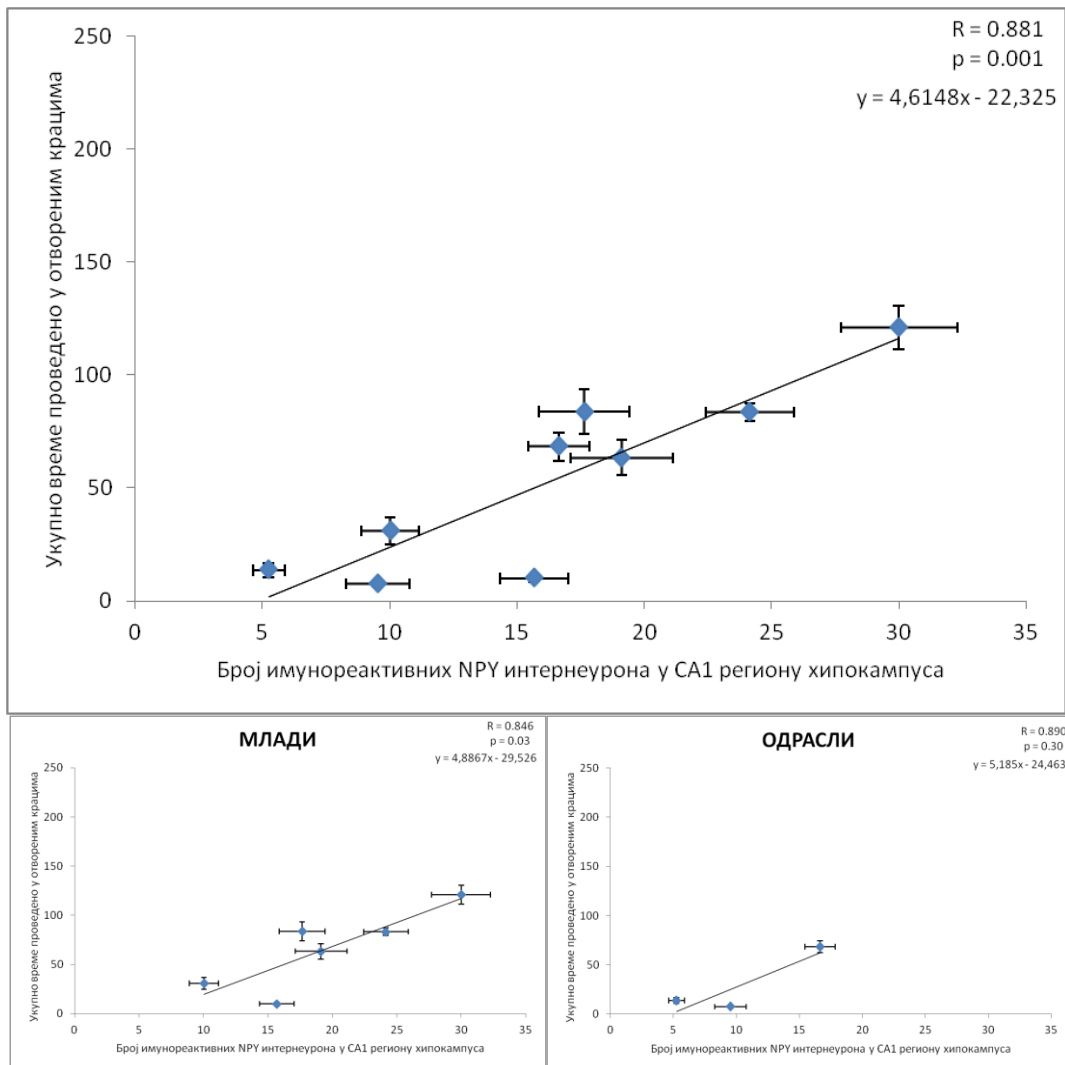 R = 0.881
p = 0.001
y = 4,6148x - 22,325
Укупно време проведено у отвореним крацима
250
200
150
100
50
0
0 5 10 15 20 25 30 35
Број имунореактивних NPY интернеурона у CA1 региону хипокампуса
МЛАДИ
R = 0.846
p = 0.03
y = 4,8867x - 29,526
Укупно време проведено у отвореним крацима
250
200
150
100
50
0
0 5 10 15 20 25 30 35
Број имунореактивних NPY интернеурона у CA1 региону хипокампуса
ОДРАСЛИ
R = 0.890
p = 0.30
y = 5,185x - 24,463
Укупно време проведено у отвореним крацима
250
200
150
100
50
0
0 5 10 15 20 25 30 35
Број имунореактивних NPY интернеурона у CA1 региону хипокампуса